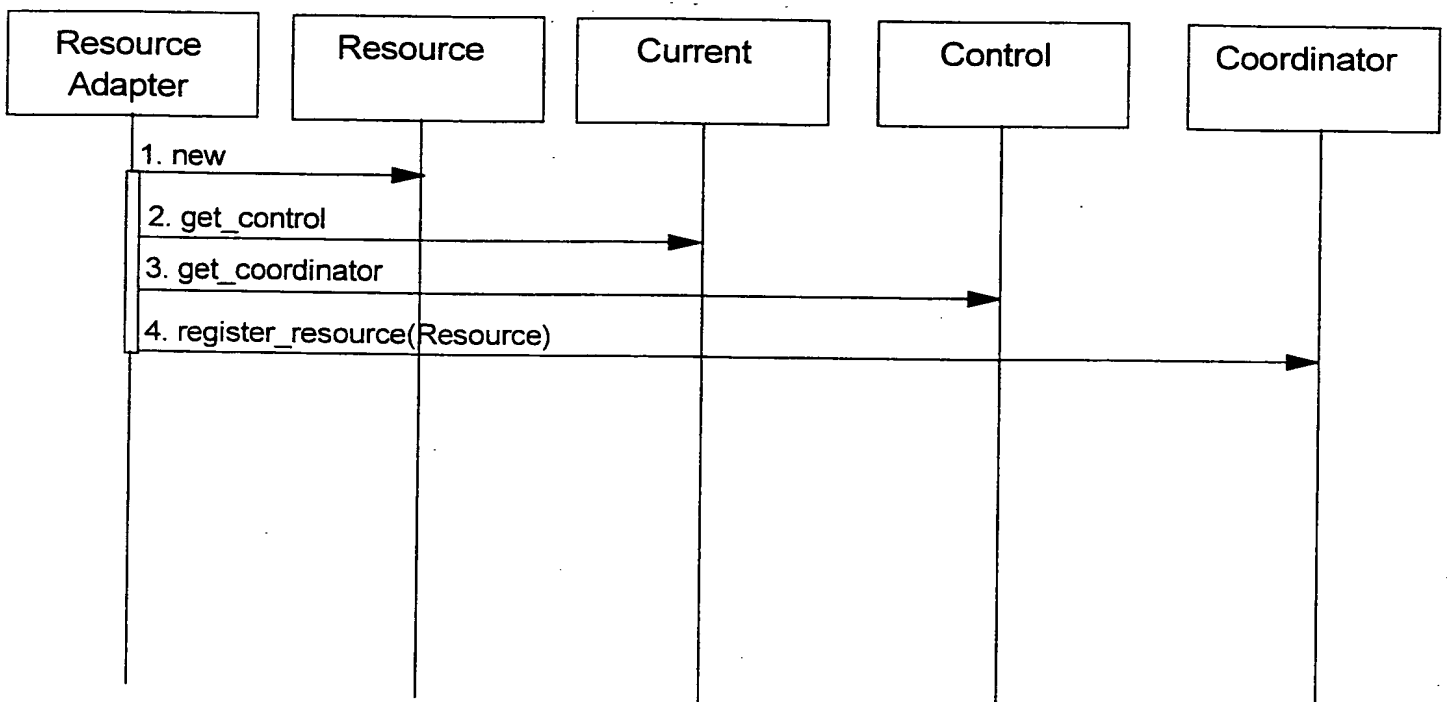 Resource
Adapter
Resource
Current
Control
Coordinator
1. new
2. get_control
3. get_coordinator
4. register_resource(Resource)